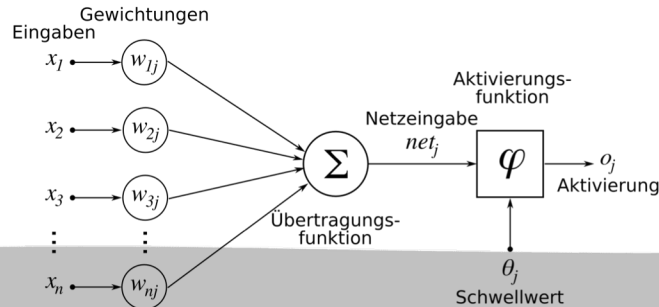 Gewichtungen
Eingaben
x1 w1j
x2 w2j
x3 w3j
xn wnj
Σ
Übertragungs-
funktion
Netzeingabe
netj
Aktivierungs-
funktion
φ
oj
Aktivierung
θj
Schwellwert